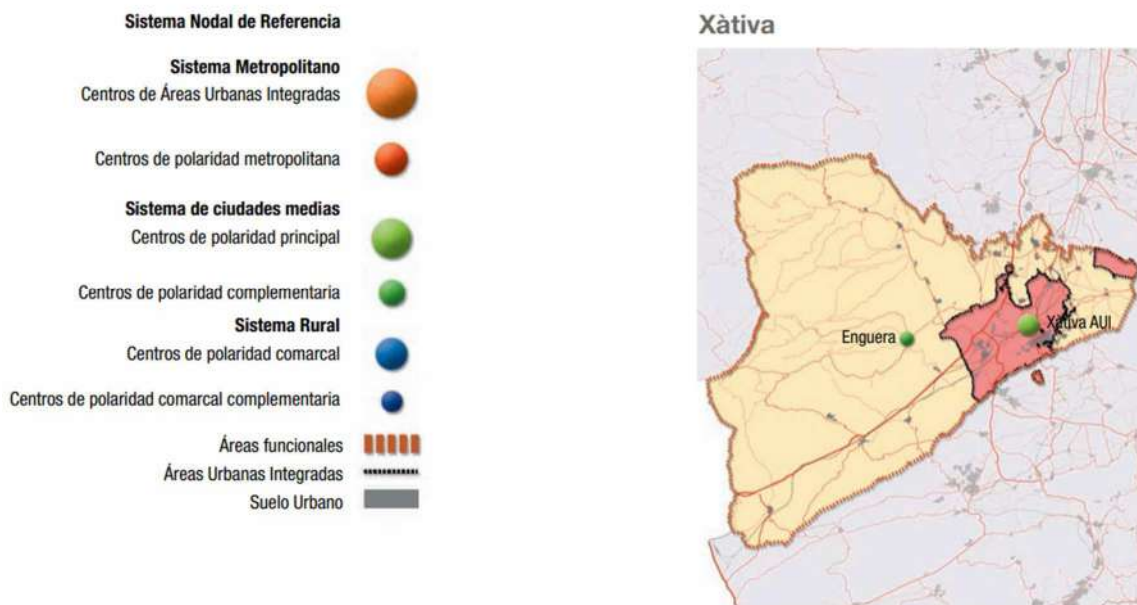 Sistema Nodal de Referencia
Sistema Metropolitano
Centros de Áreas Urbanas Integradas
Centros de polaridad metropolitana
Sistema de ciudades medias
Centros de polaridad principal
Centros de polaridad complementaria
Sistema Rural
Centros de polaridad comarcal
Centros de polaridad comarcal complementaria
Áreas funcionales
Áreas Urbanas Integradas
Suelo Urbano
Xàtiva
Enguera
Xàtiva AUI